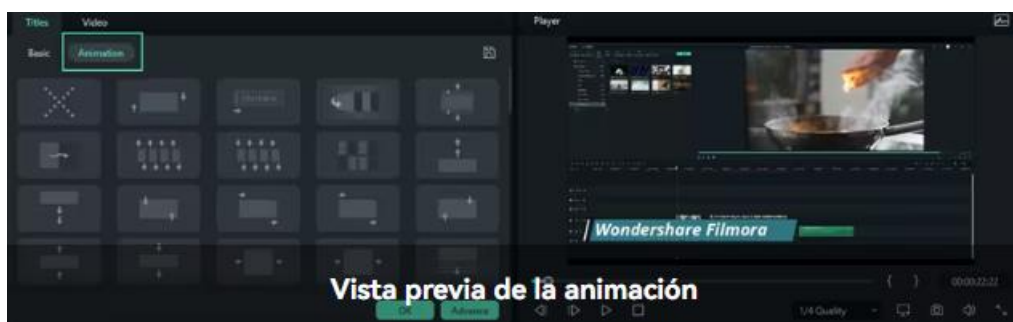 Titles Video
Player
Basic Animation
Wondershare Filmora
Vista previa de la animación
{ } 00:00:22:22
OK Advance
1/4 Quality